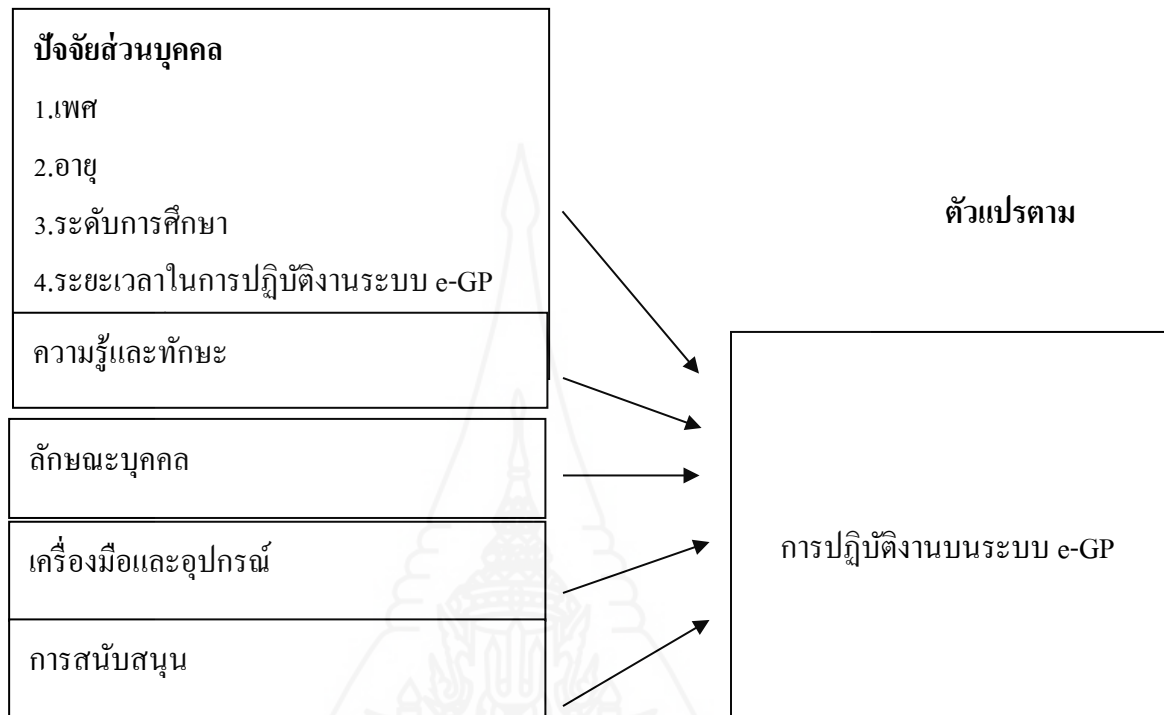 ปัจจัยส่วนบุคคล
1.เพศ
2.อายุ
3.ระดับการศึกษา
4.ระยะเวลาในการปฏิบัติงานระบบ e-GP
ความรู้และทักษะ
ลักษณะบุคคล
เครื่องมือและอุปกรณ์
การสนับสนุน
ตัวแปรตาม
การปฏิบัติงานบนระบบ e-GP